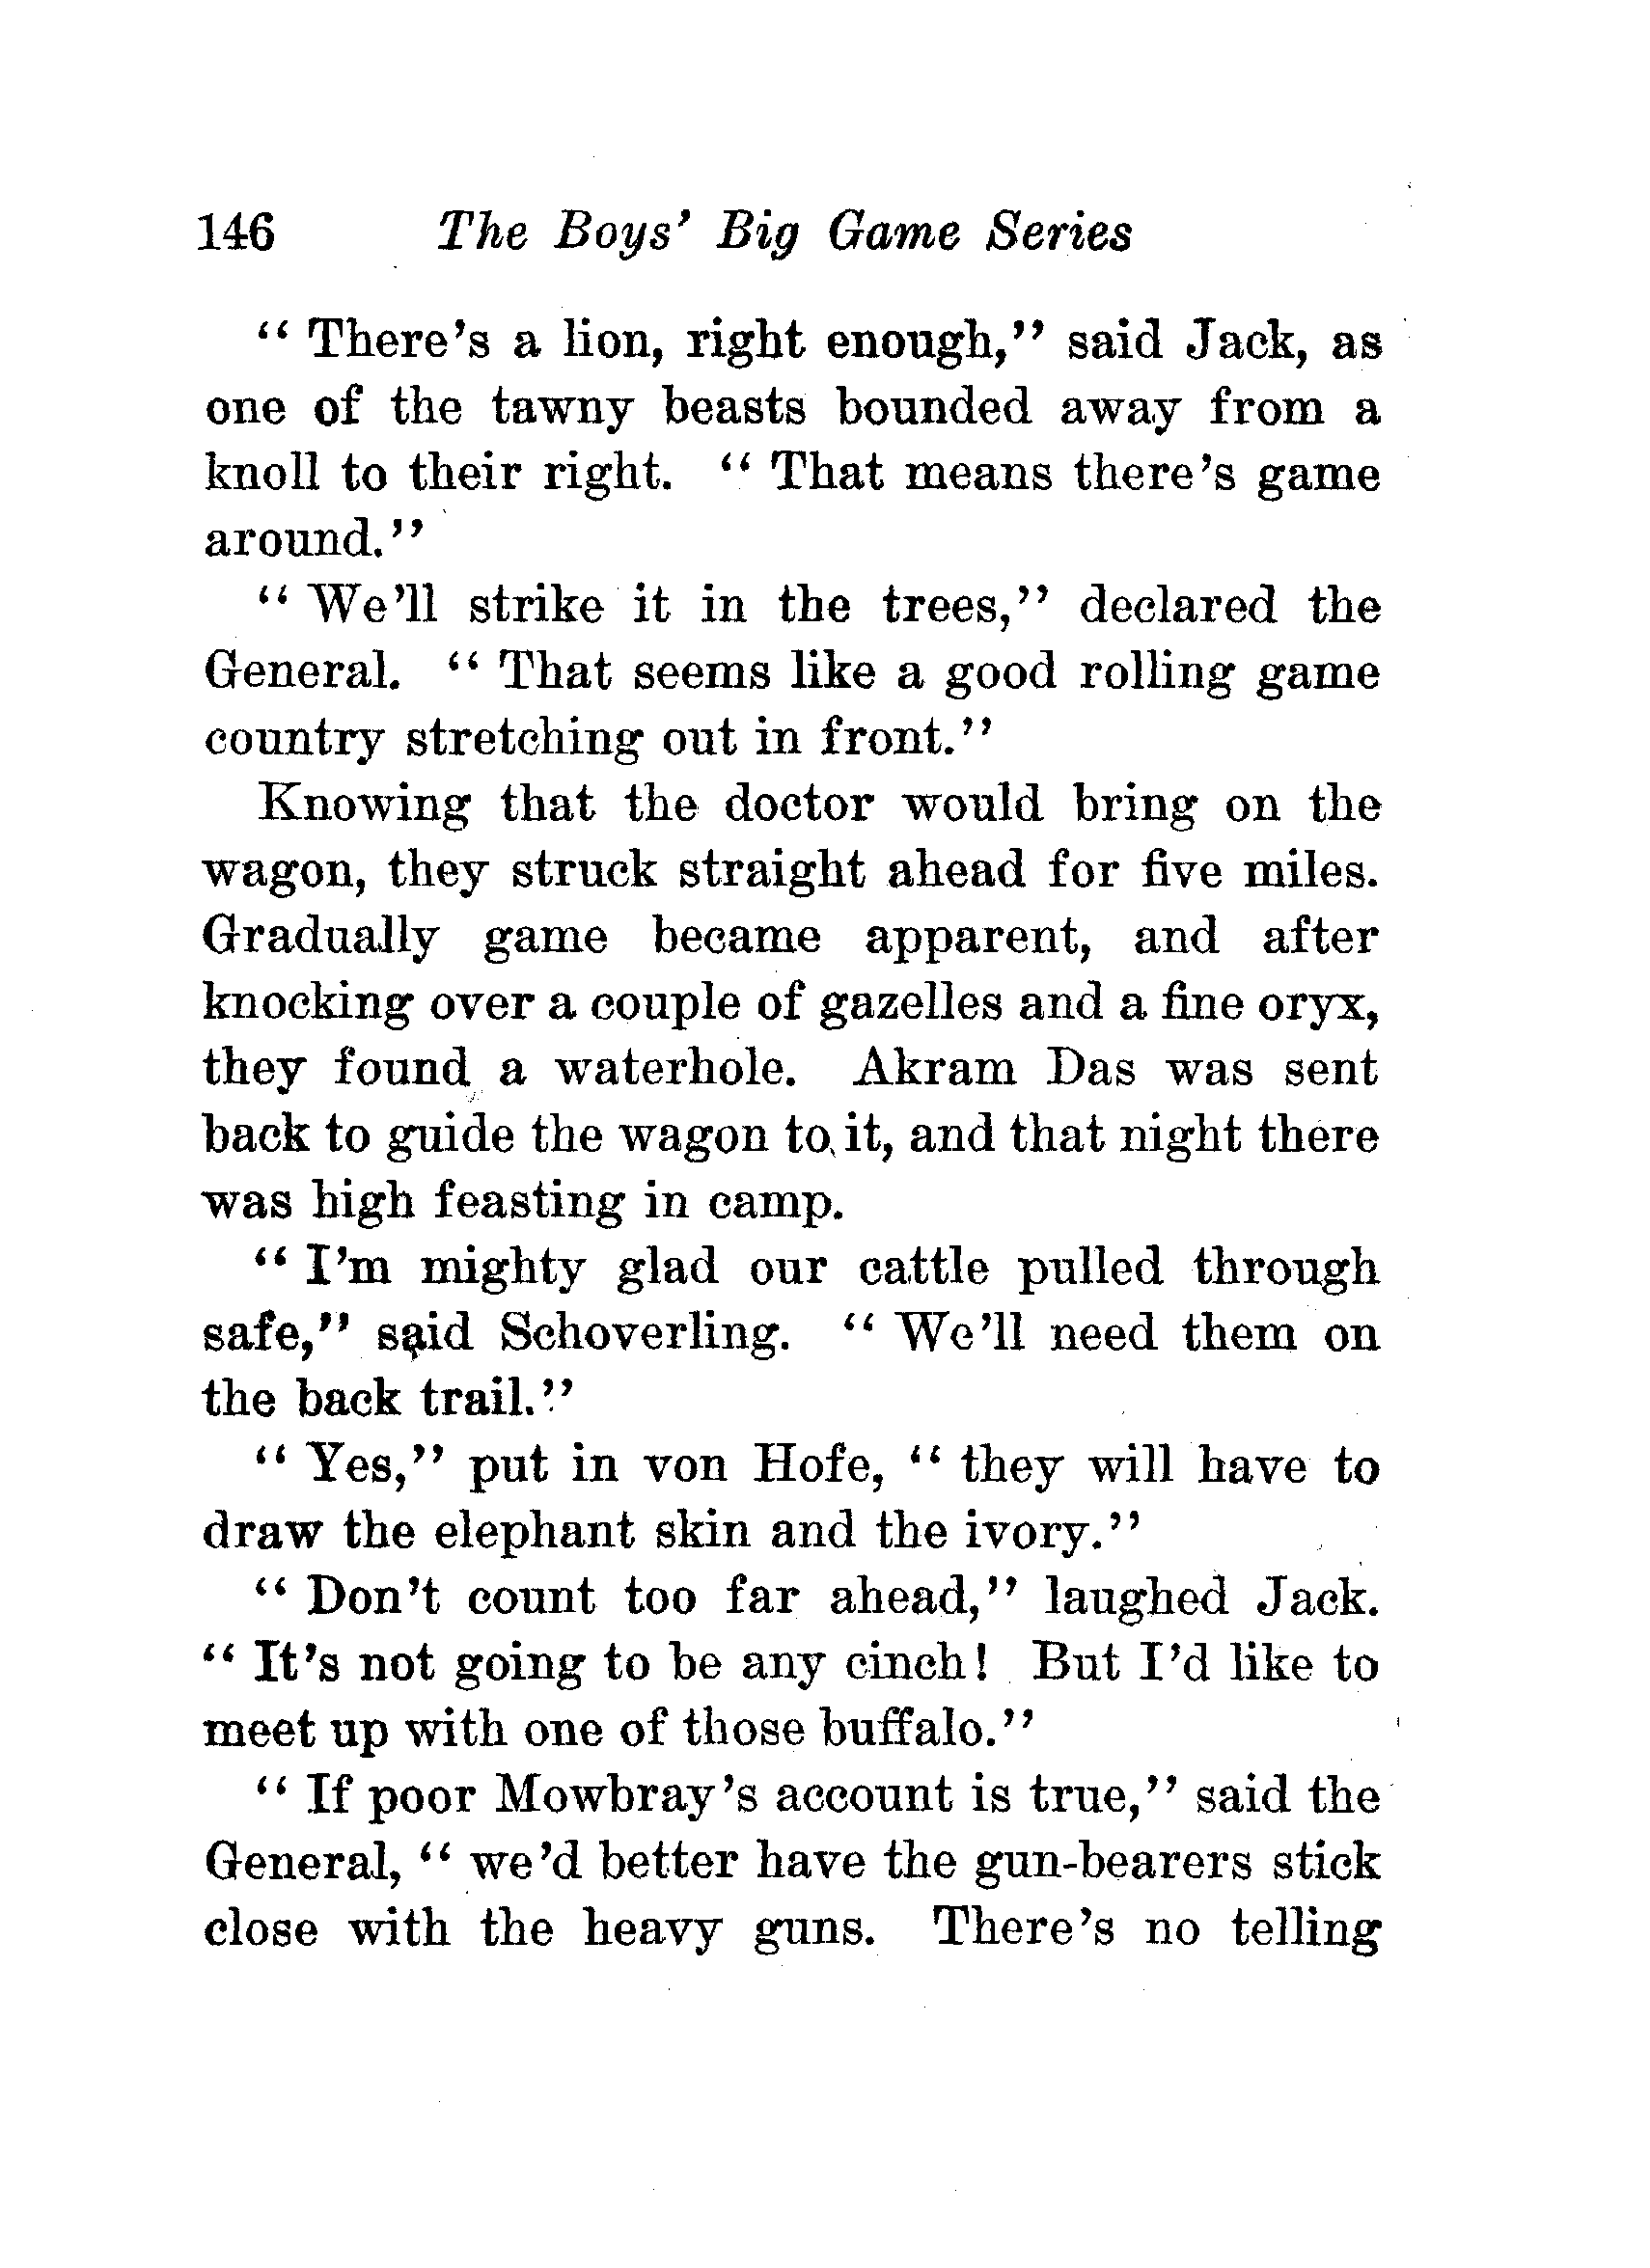 146 The Boys' Big Game Series
" There's a lion, right enough," said Jack, as
one of the tawny beasts bounded away from a
knoll to their right. " That means there's game
around."
" We'll strike it in the trees," declared the
General. " That seems like a good rolling game
country stretching out in front."
Knowing that the doctor would bring on the
wagon, they struck straight ahead for five miles.
Gradually game became apparent, and after
knocking over a couple of gazelles and a fine oryx,
they found a waterhole. Akram Das was sent
back to guide the wagon to it, and that night there
was high feasting in camp.
" I'm mighty glad our cattle pulled through
safe," said Schoverling. " We'll need them on
the back trail."
" Yes," put in von Hofe, " they will have to
draw the elephant skin and the ivory."
" Don't count too far ahead," laughed Jack.
" It's not going to be any cinch! But I'd like to
meet up with one of those buffalo."
" If poor Mowbray's account is true," said the
General, " we'd better have the gun-bearers stick
close with the heavy guns. There's no telling